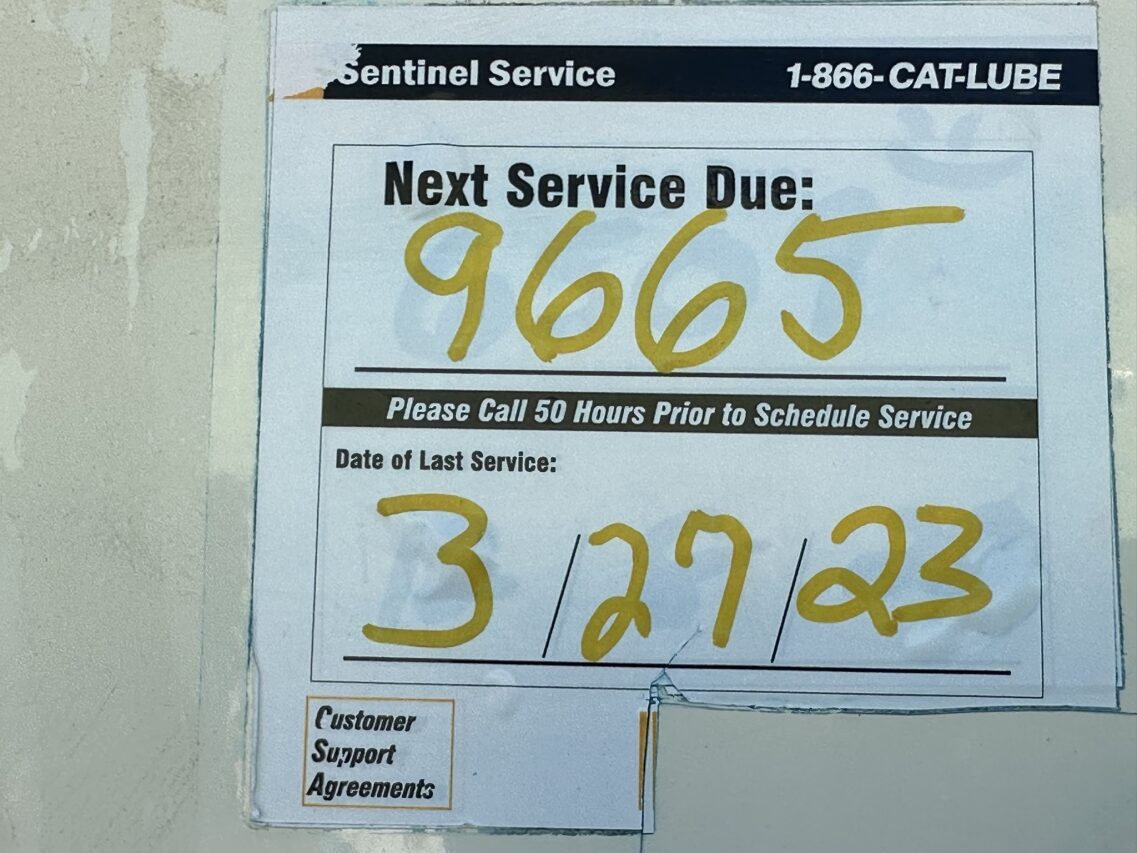 Sentinel Service 1-866-CAT-LUBE
Next Service Due:
9665
Please Call 50 Hours Prior to Schedule Service
Date of Last Service:
3/27/23
Customer
Support
Agreements